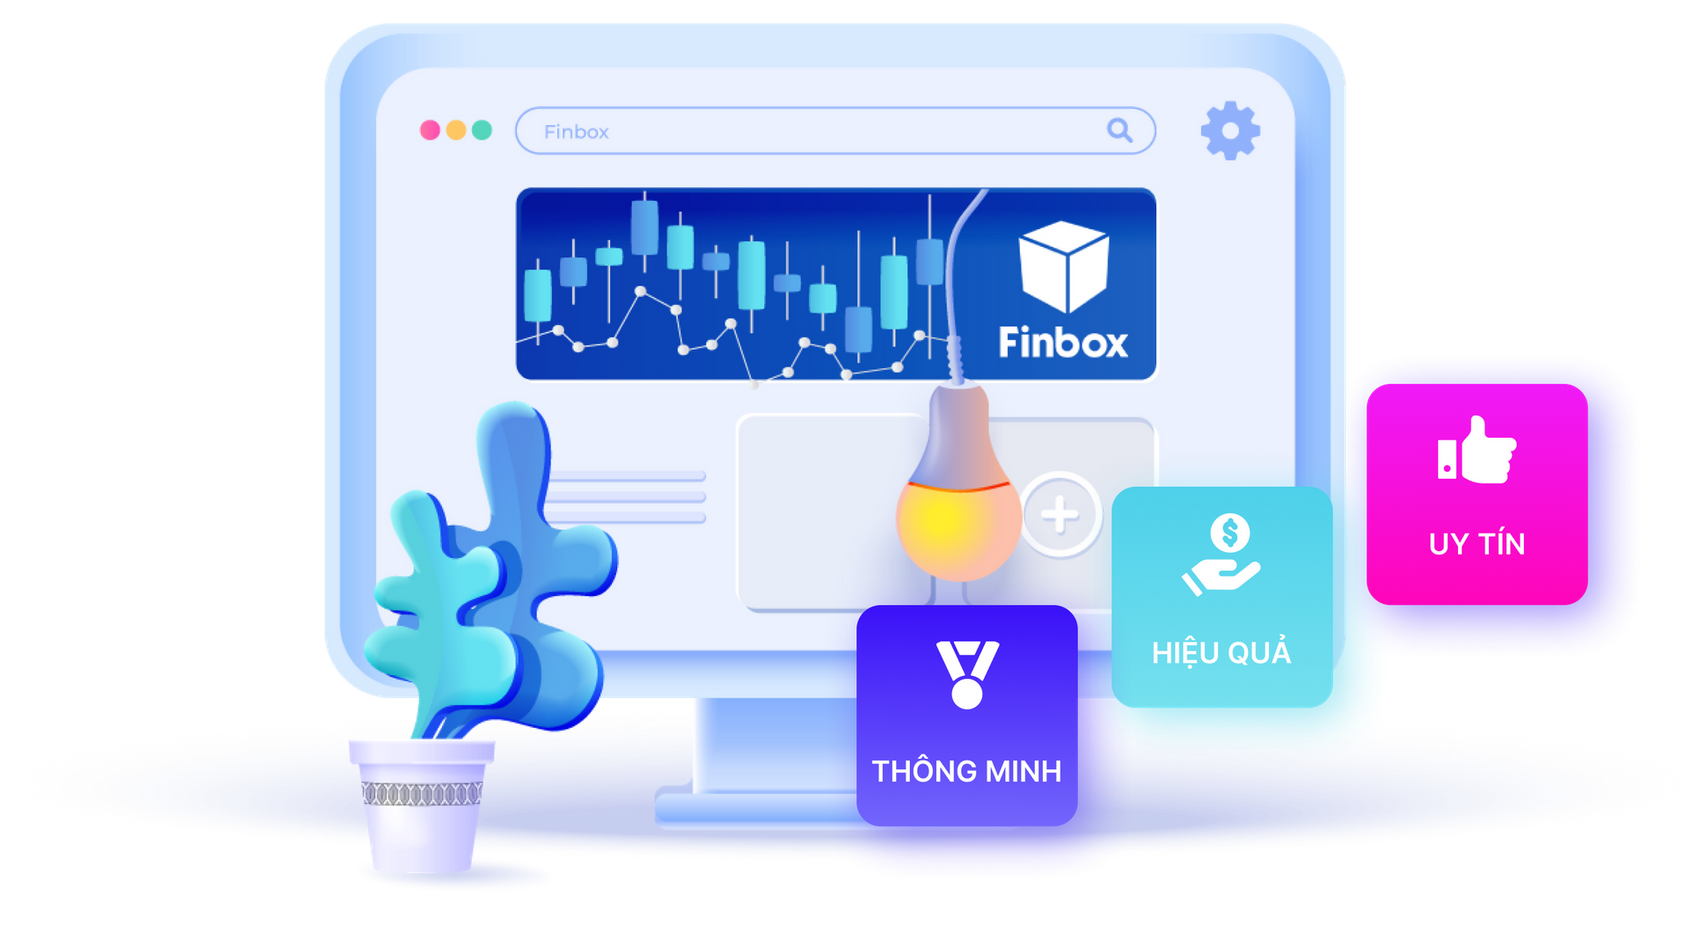 Finbox
Finbox
UY TÍN
HIỆU QUẢ
THÔNG MINH